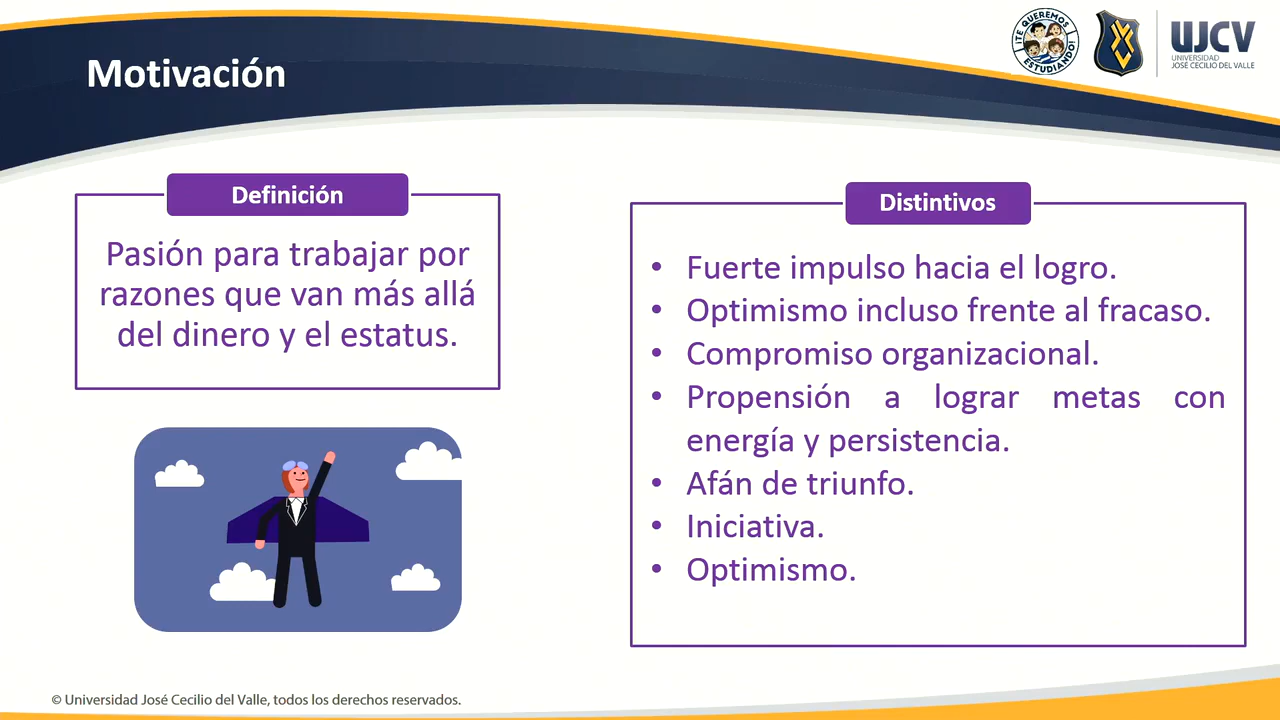 ¡TE QUEREMOS
ESTUDIANDO!
UJCV
UNIVERSIDAD
JOSÉ CECILIO DEL VALLE
Motivación
Definición
Pasión para trabajar por
razones que van más allá
del dinero y el estatus.
Distintivos
• Fuerte impulso hacia el logro.
• Optimismo incluso frente al fracaso.
• Compromiso organizacional.
• Propensión a lograr metas con
energía y persistencia.
• Afán de triunfo.
• Iniciativa.
• Optimismo.
© Universidad José Cecilio del Valle, todos los derechos reservados.